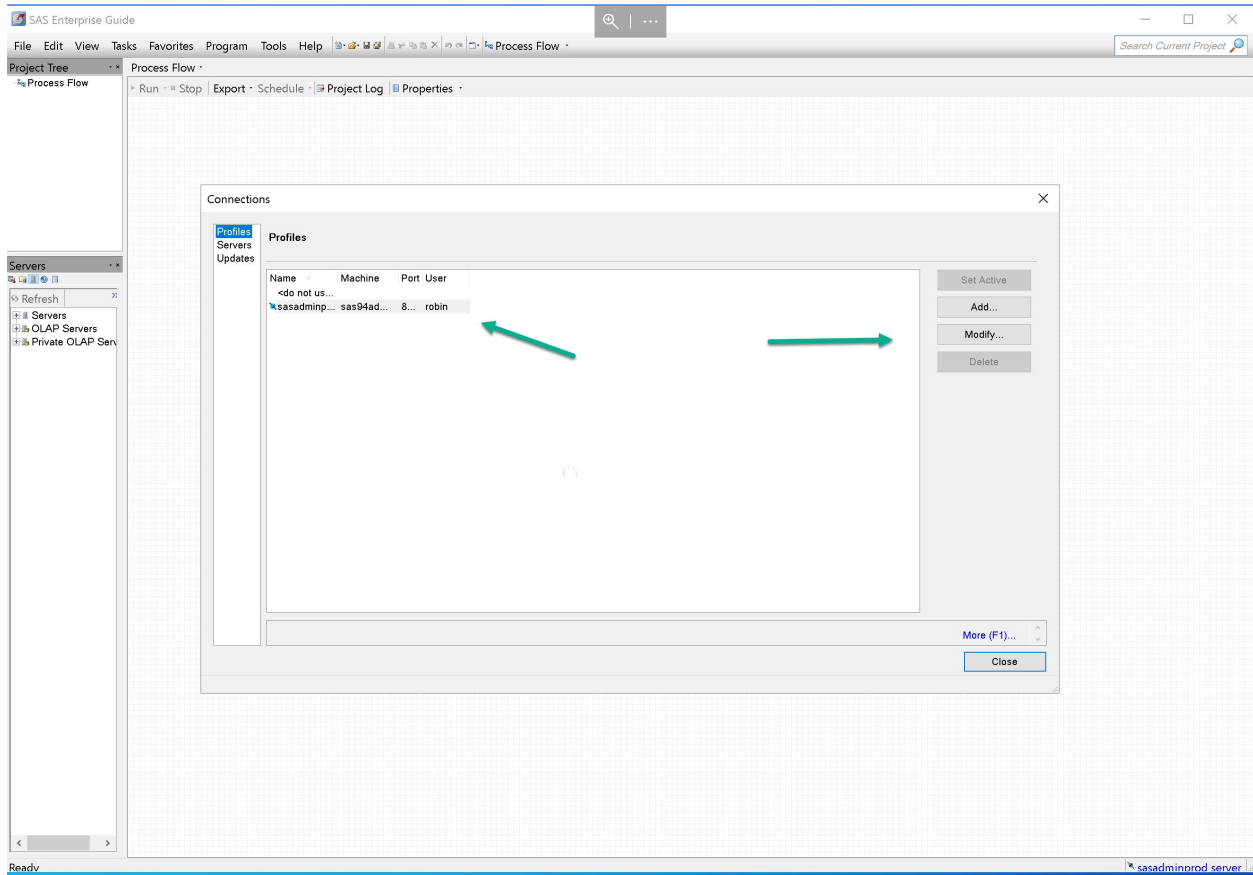 SAS Enterprise Guide
File Edit View Tasks Favorites Program Tools Help Process Flow
Search Current Project
Project Tree
Process Flow
Process Flow
Run Stop Export Schedule Project Log Properties
Connections
Profiles
Servers
Updates
Profiles
Name Machine Port User
<do not us...
sasadminp... sas94ad... 8... robin
Set Active
Add...
Modify...
Delete
More (F1)...
Close
Servers
Refresh
Servers
OLAP Servers
Private OLAP Serv
Ready
sasadminprod server